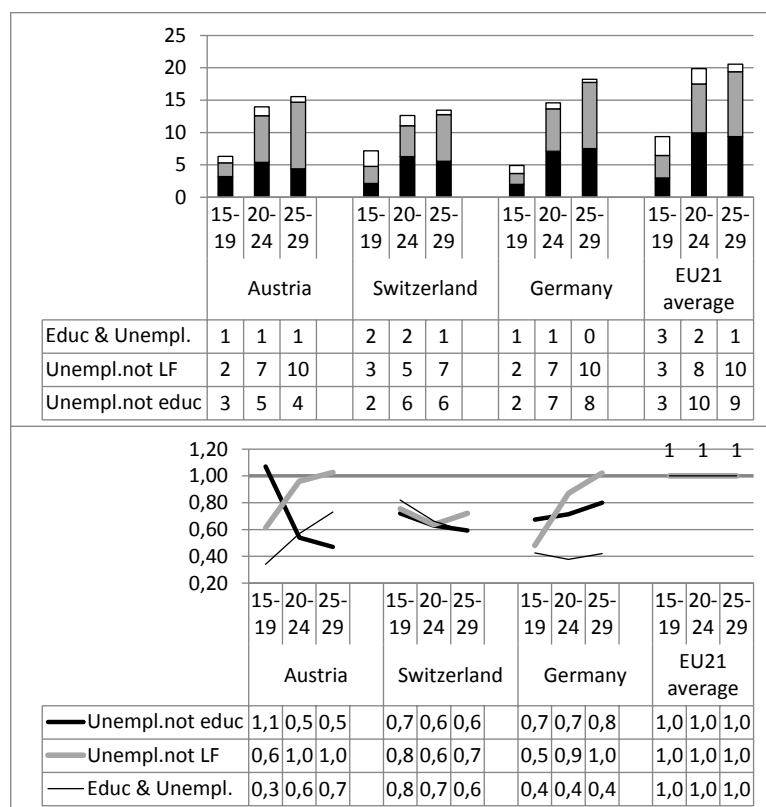 25
20
15
10
5
0
15- 20- 25- 15- 20- 25- 15- 20- 25- 15- 20- 25-
19 24 29 19 24 29 19 24 29 19 24 29
Austria Switzerland Germany EU21 average
Educ & Unempl. 1 1 1 2 2 1 1 1 0 3 2 1
Unempl.not LF 2 7 10 3 5 7 2 7 10 3 8 10
Unempl.not educ 3 5 4 2 6 6 2 7 8 3 10 9
1,20
1,00
0,80
0,60
0,40
0,20
1 1 1
15- 20- 25- 15- 20- 25- 15- 20- 25- 15- 20- 25-
19 24 29 19 24 29 19 24 29 19 24 29
Austria Switzerland Germany EU21 average
Unempl.not educ 1,1 0,5 0,5 0,7 0,6 0,6 0,7 0,7 0,8 1,0 1,0 1,0
Unempl.not LF 0,6 1,0 1,0 0,8 0,6 0,7 0,5 0,9 1,0 1,0 1,0 1,0
Educ & Unempl. 0,3 0,6 0,7 0,8 0,7 0,6 0,4 0,4 0,4 1,0 1,0 1,0